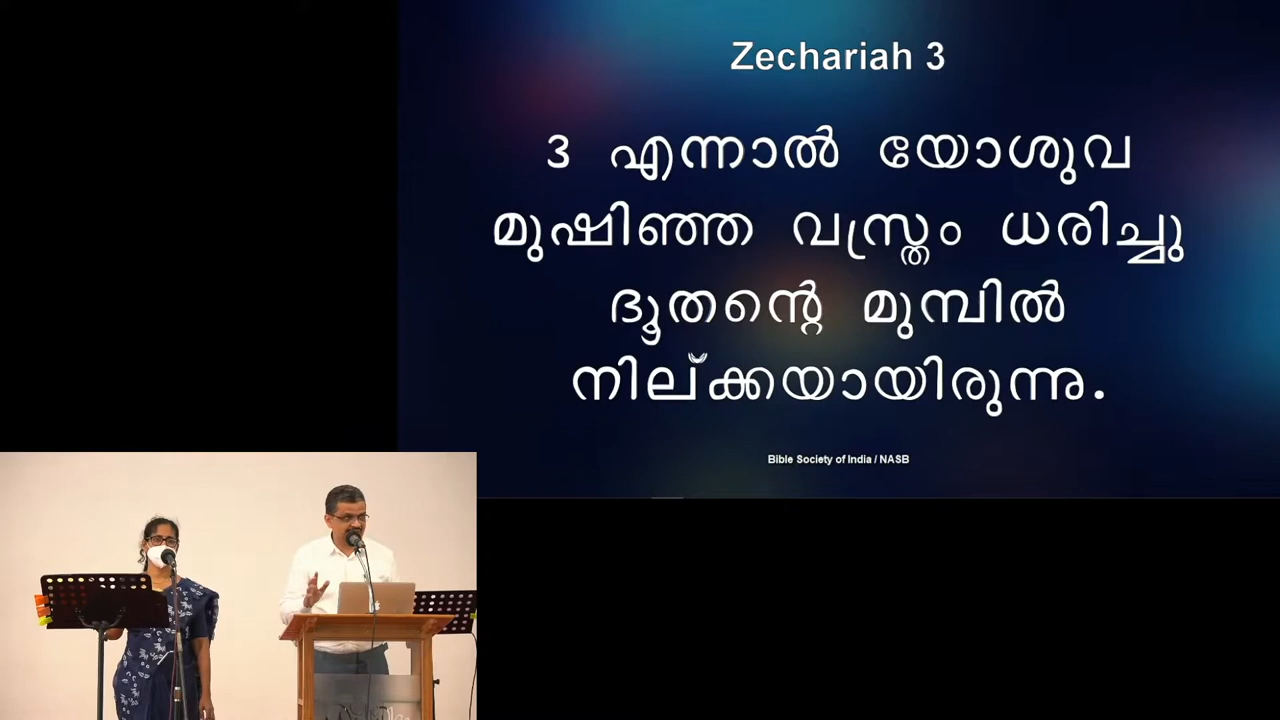 Zechariah 3
3 എന്നാൽ യോശുവ
മുഷിഞ്ഞ വസ്ത്രം ധരിച്ചു
ദൂതന്റെ മുമ്പിൽ
നില്ക്കയായിരുന്നു.
Bible Society of India / NASB